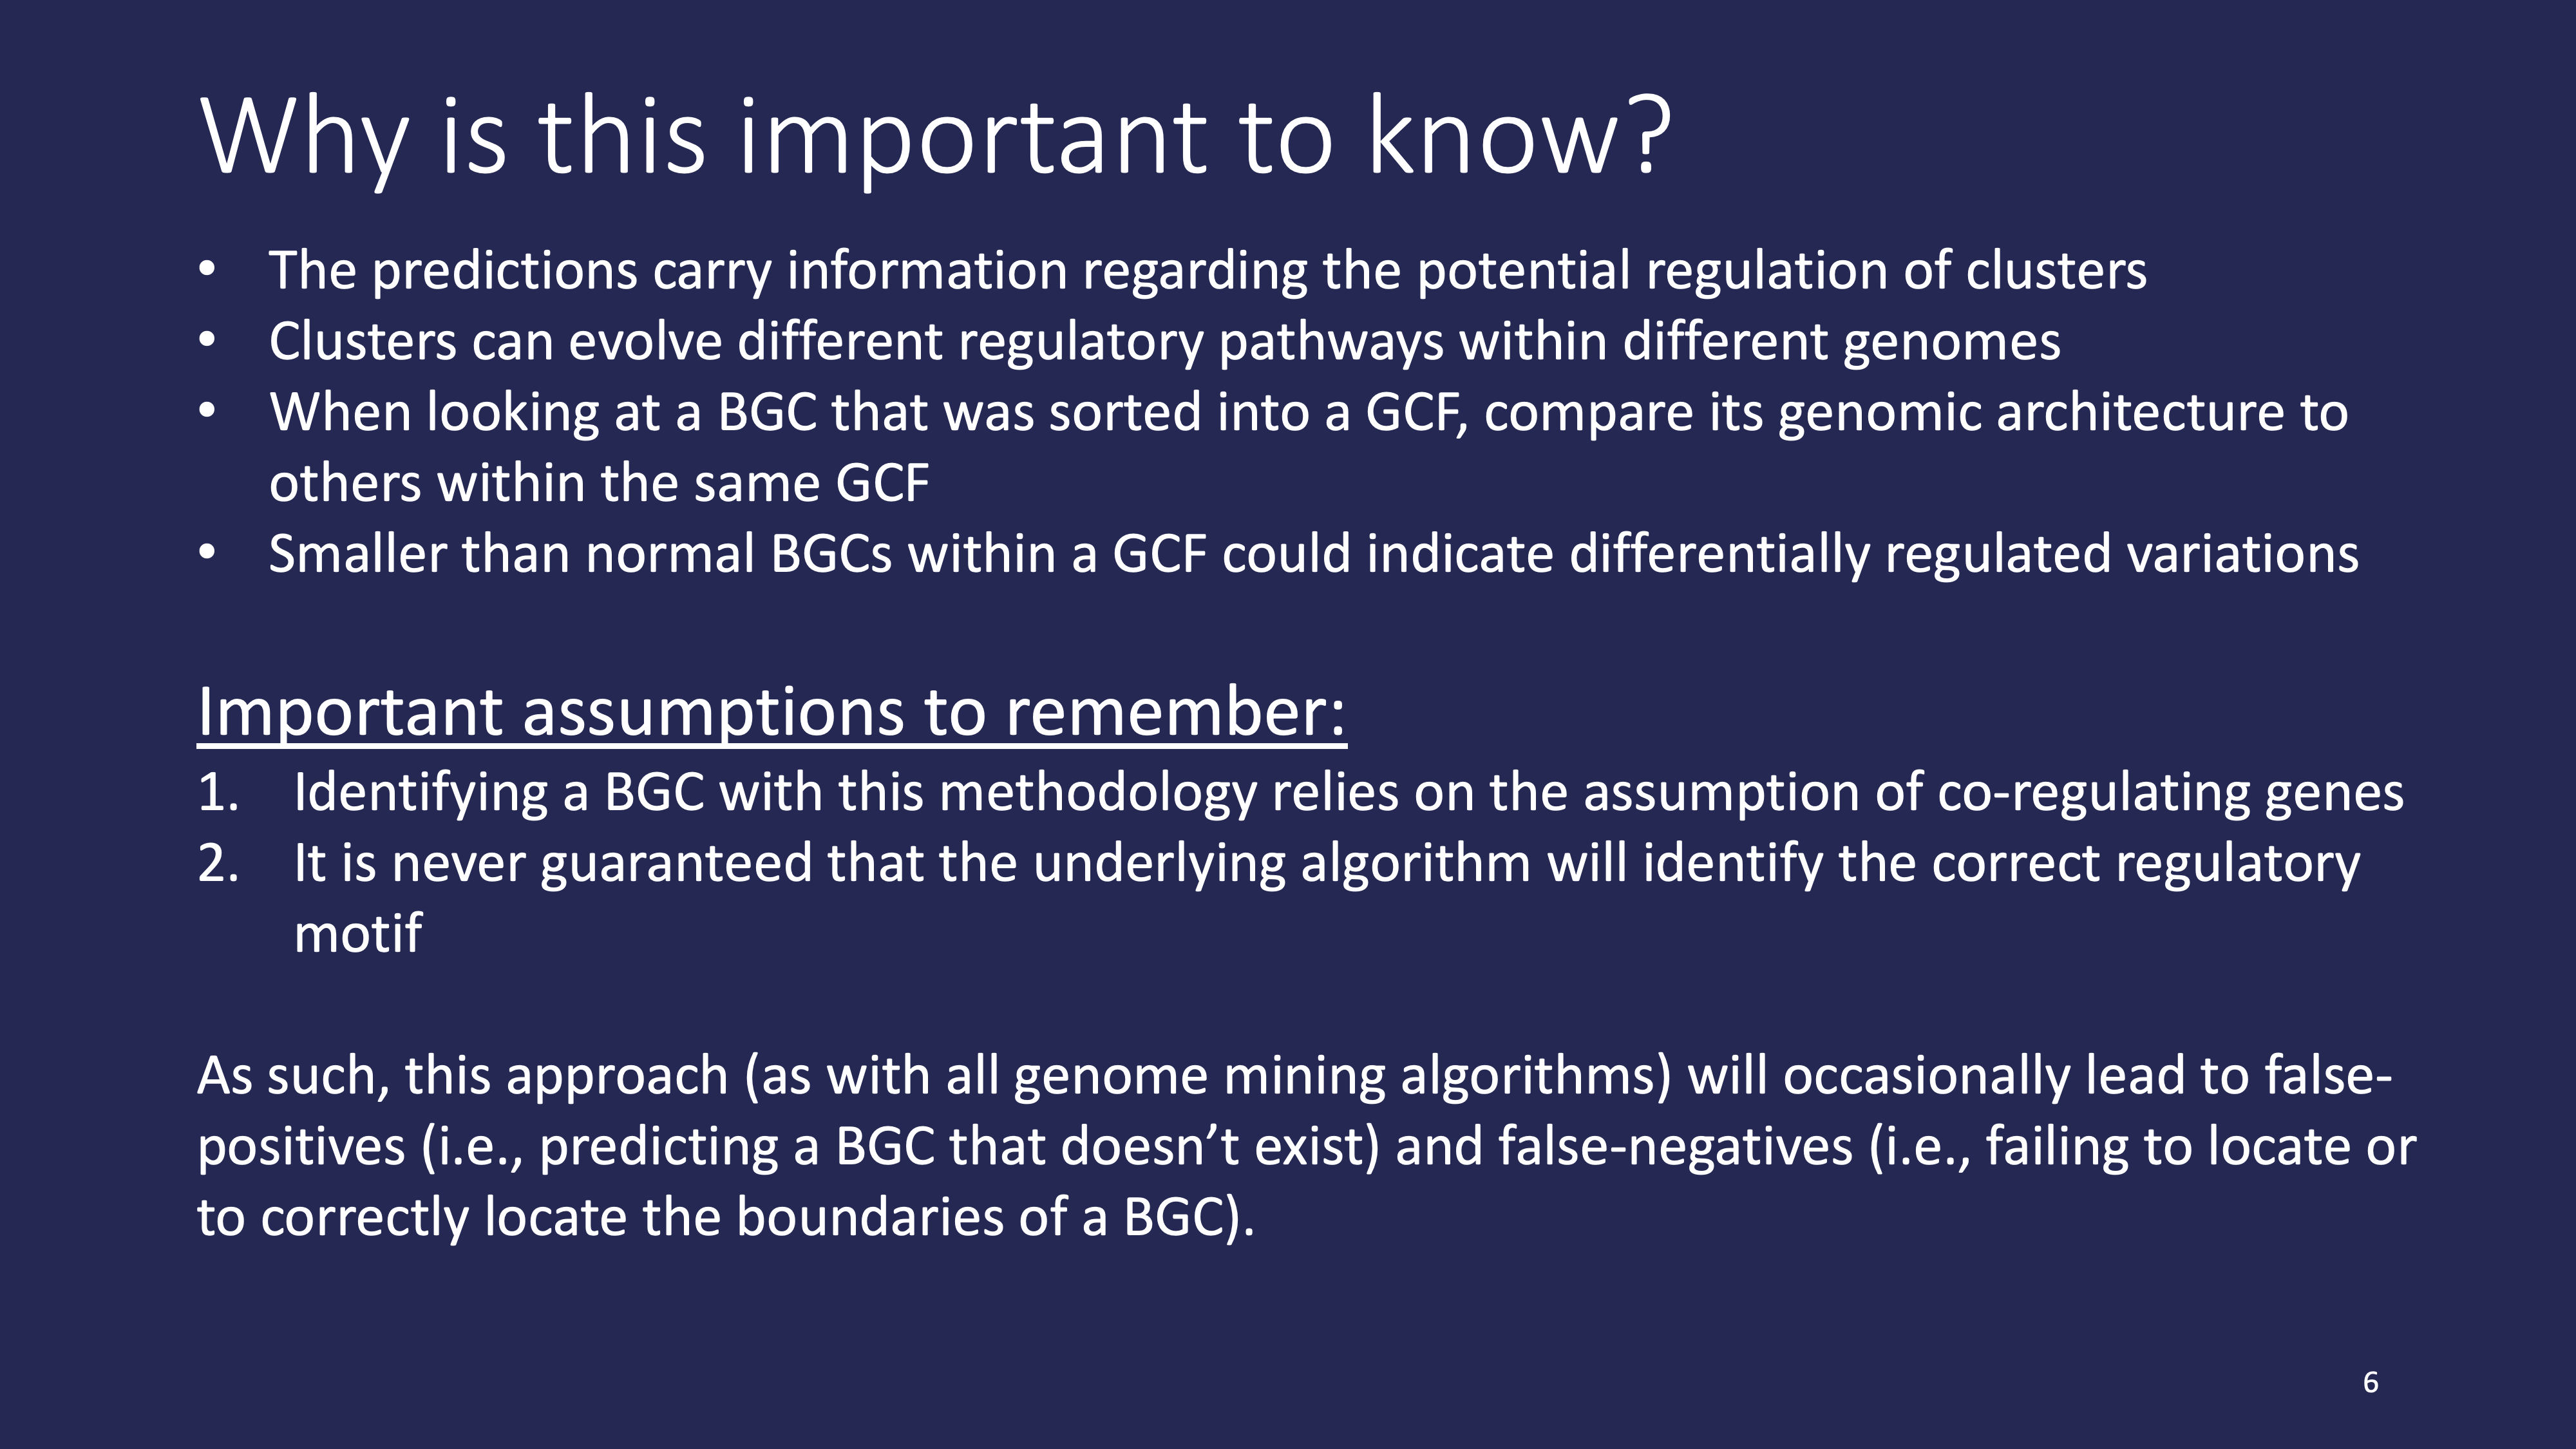 Why is this important to know?
• The predictions carry information regarding the potential regulation of clusters
• Clusters can evolve different regulatory pathways within different genomes
• When looking at a BGC that was sorted into a GCF, compare its genomic architecture to
others within the same GCF
• Smaller than normal BGCs within a GCF could indicate differentially regulated variations
Important assumptions to remember:
1. Identifying a BGC with this methodology relies on the assumption of co-regulating genes
2. It is never guaranteed that the underlying algorithm will identify the correct regulatory
motif
As such, this approach (as with all genome mining algorithms) will occasionally lead to false-
positives (i.e., predicting a BGC that doesn’t exist) and false-negatives (i.e., failing to locate or
to correctly locate the boundaries of a BGC).
6